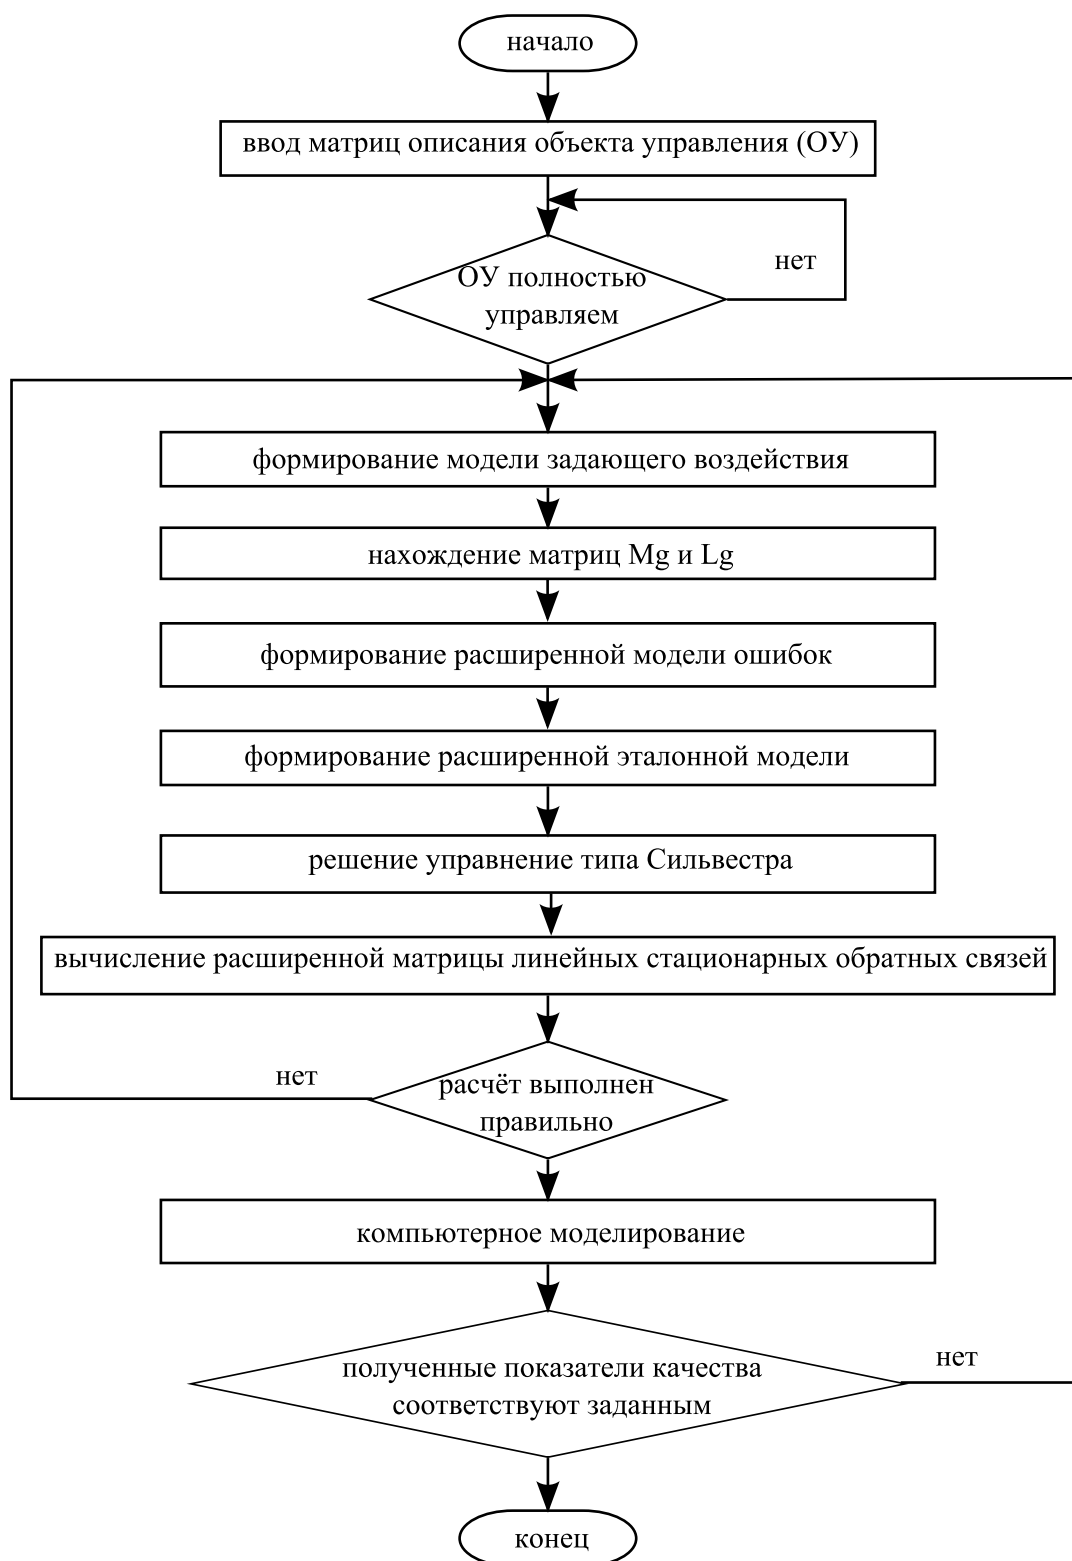 начало
ввод матриц описания объекта управления (ОУ)
нет
ОУ полностью
управляем
формирование модели задающего воздействия
нахождение матриц Mg и Lg
формирование расширенной модели ошибок
формирование расширенной эталонной модели
решение управнение типа Сильвестра
вычисление расширенной матрицы линейных стационарных обратных связей
нет
расчёт выполнен
правильно
компьютерное моделирование
нет
полученные показатели качества
соответствуют заданным
конец